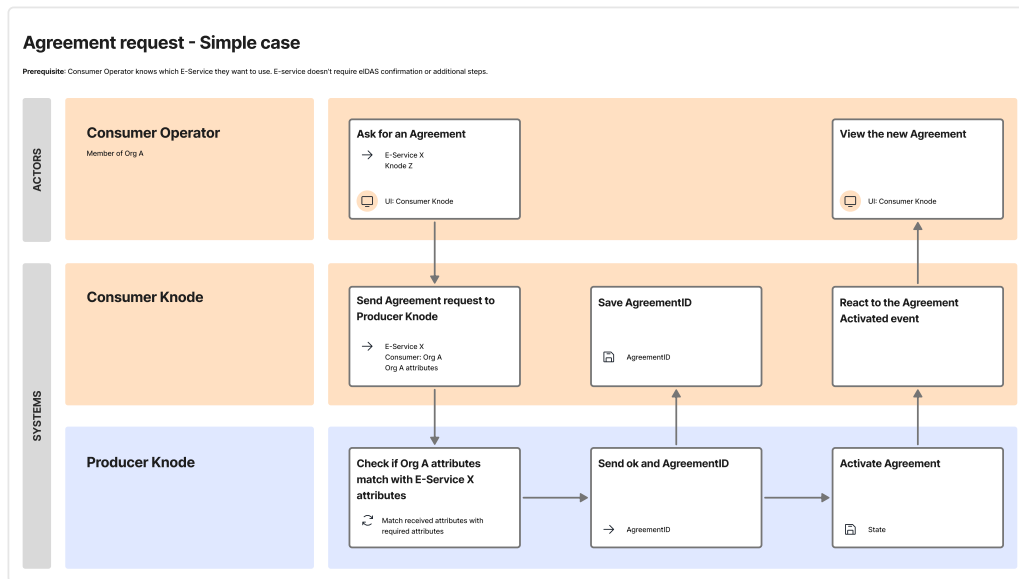 Agreement request - Simple case
Prerequisite: Consumer Operator knows which E-Service they want to use. E-service doesn't require eIDAS confirmation or additional steps.
ACTORS
Consumer Operator
Member of Org A
Ask for an Agreement
E-Service X
Knode Z
UI: Consumer Knode
View the new Agreement
UI: Consumer Knode
SYSTEMS
Consumer Knode
Send Agreement request to
Producer Knode
E-Service X
Consumer: Org A
Org A attributes
Save AgreementID
AgreementID
React to the Agreement
Activated event
Producer Knode
Check if Org A attributes
match with E-Service X
attributes
Match received attributes with
required attributes
Send ok and AgreementID
AgreementID
Activate Agreement
State